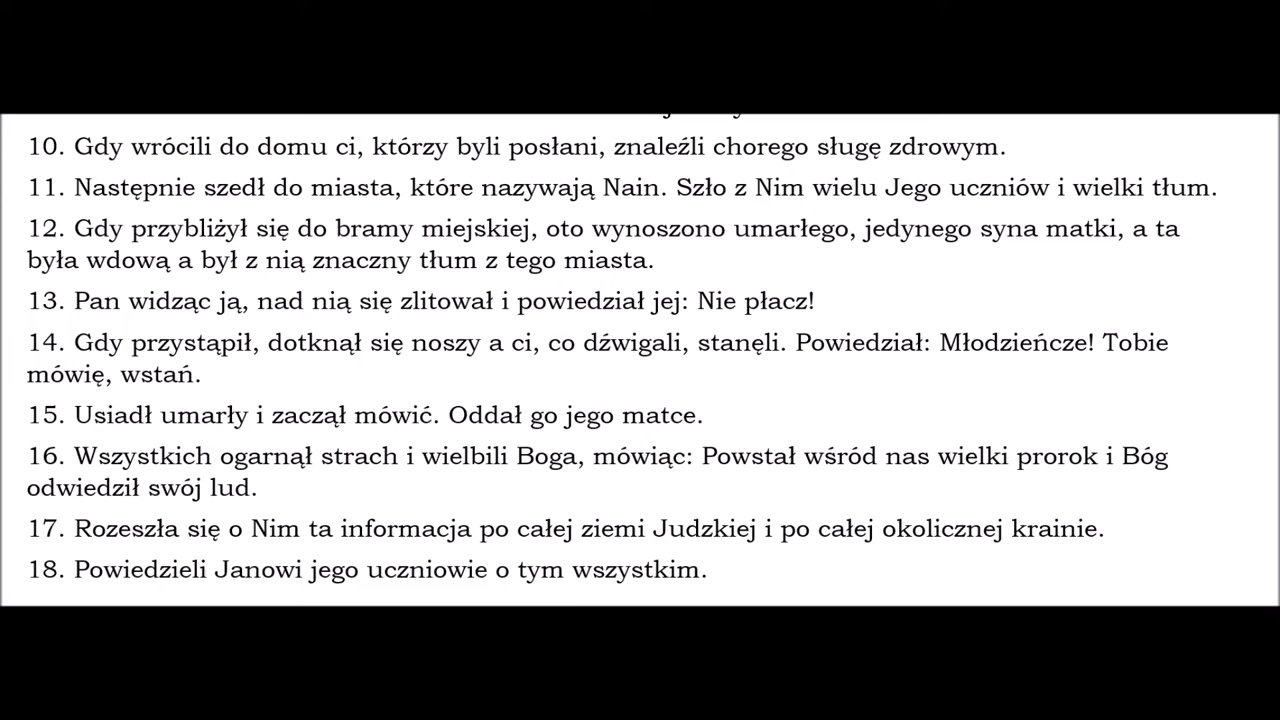 10. Gdy wrócili do domu ci, którzy byli posłani, znaleźli chorego sługę zdrowym.
11. Następnie szedł do miasta, które nazywają Nain. Szło z Nim wielu Jego uczniów i wielki tłum.
12. Gdy przybliżył się do bramy miejskiej, oto wynoszono umarłego, jedynego syna matki, a ta
była wdową a był z nią znaczny tłum z tego miasta.
13. Pan widząc ją, nad nią się zlitował i powiedział jej: Nie płacz!
14. Gdy przystąpił, dotknął się noszy a ci, co dźwigali, stanęli. Powiedział: Młodzieńcze! Tobie
mówię, wstań.
15. Usiadł umarły i zaczął mówić. Oddał go jego matce.
16. Wszystkich ogarnął strach i wielbili Boga, mówiąc: Powstał wśród nas wielki prorok i Bóg
odwiedził swój lud.
17. Rozeszła się o Nim ta informacja po całej ziemi Judzkiej i po całej okolicznej krainie.
18. Powiedzieli Janowi jego uczniowie o tym wszystkim.